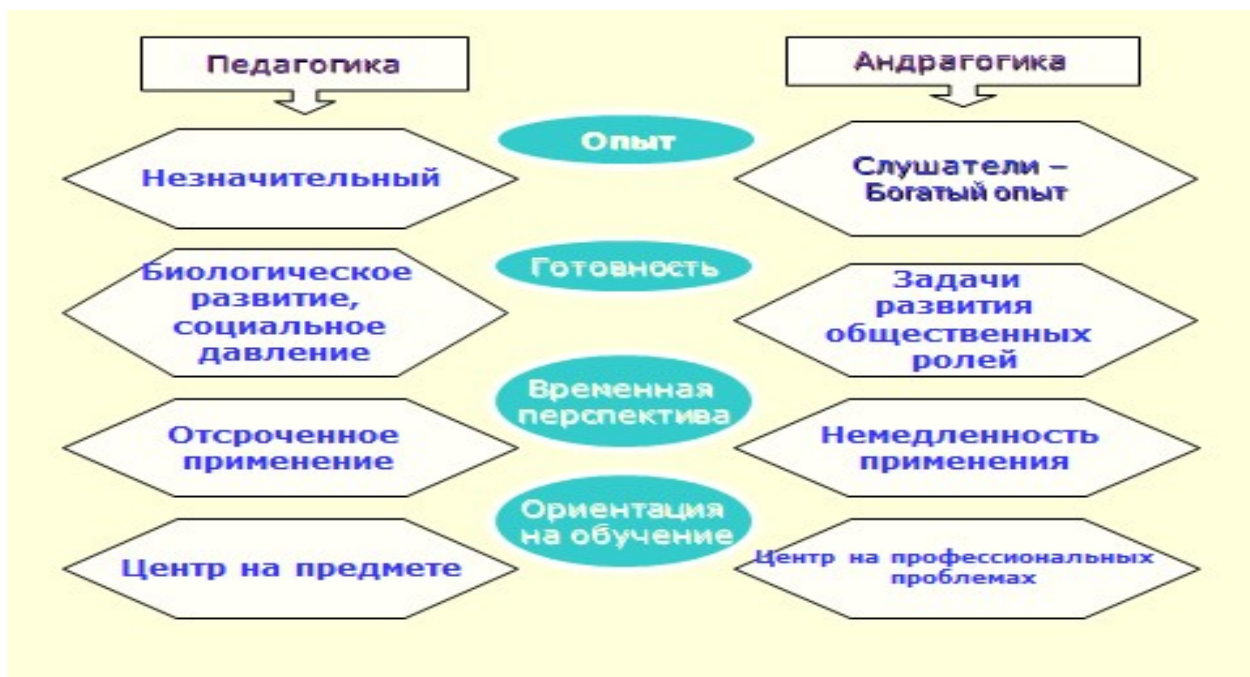 Педагогика
Андрагогика
Опыт
Незначительный
Слушатели –
Богатый опыт
Готовность
Биологическое
развитие,
социальное
давление
Задачи
развития
общественных
ролей
Временная
перспектива
Отсроченное
применение
Немедленность
применения
Ориентация
на обучение
Центр на предмете
Центр на профессиональных
проблемах